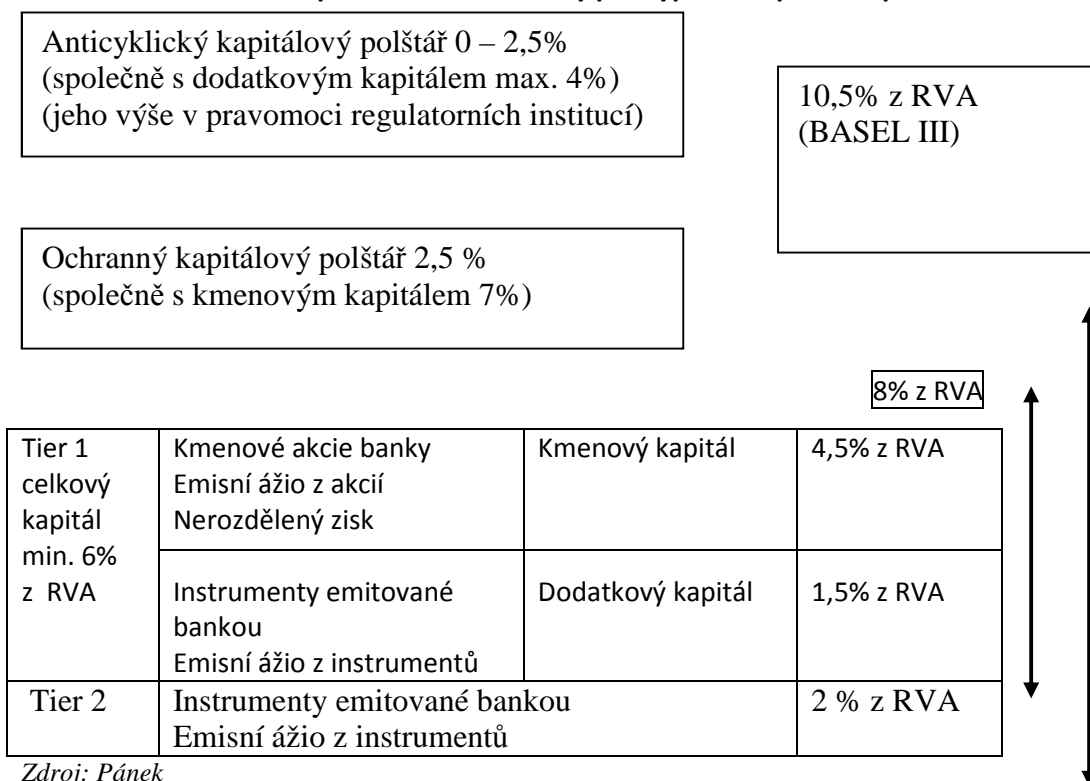 Anticyklický kapitálový polštář 0 – 2,5%
(společně s dodatkovým kapitálem max. 4%)
(jeho výše v pravomoci regulatorních institucí)
10,5% z RVA
(BASEL III)
Ochranný kapitálový polštář 2,5 %
(společně s kmenovým kapitálem 7%)
8% z RVA
Tier 1
celkový
kapitál
min. 6%
z RVA
Kmenové akcie banky
Emisní ážio z akcií
Nerozdělený zisk
Kmenový kapitál
4,5% z RVA
Instrumenty emitované
bankou
Emisní ážio z instrumentů
Dodatkový kapitál
1,5% z RVA
Tier 2
Instrumenty emitované bankou
Emisní ážio z instrumentů
2 % z RVA
Zdroj: Pánek